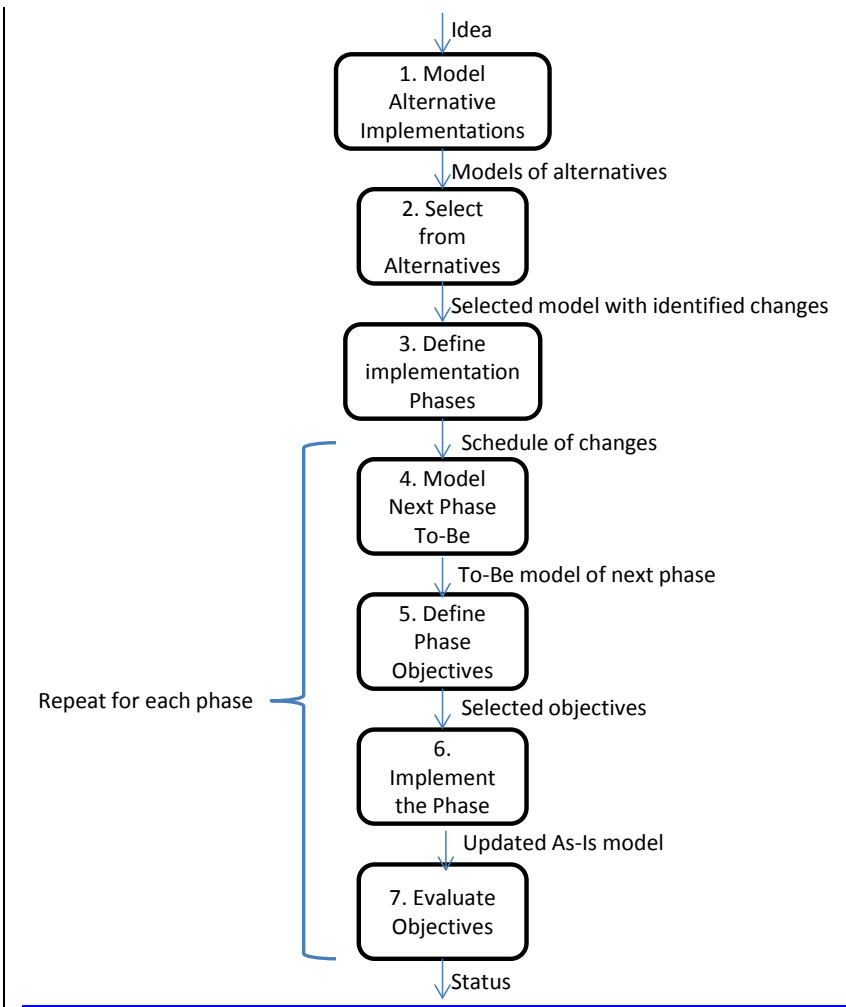 Idea
1. Model
Alternative
Implementations
Models of alternatives
2. Select
from
Alternatives
Selected model with identified changes
3. Define
implementation
Phases
Schedule of changes
4. Model
Next Phase
To-Be
To-Be model of next phase
5. Define
Phase
Objectives
Repeat for each phase
Selected objectives
6.
Implement
the Phase
Updated As-Is model
7. Evaluate
Objectives
Status